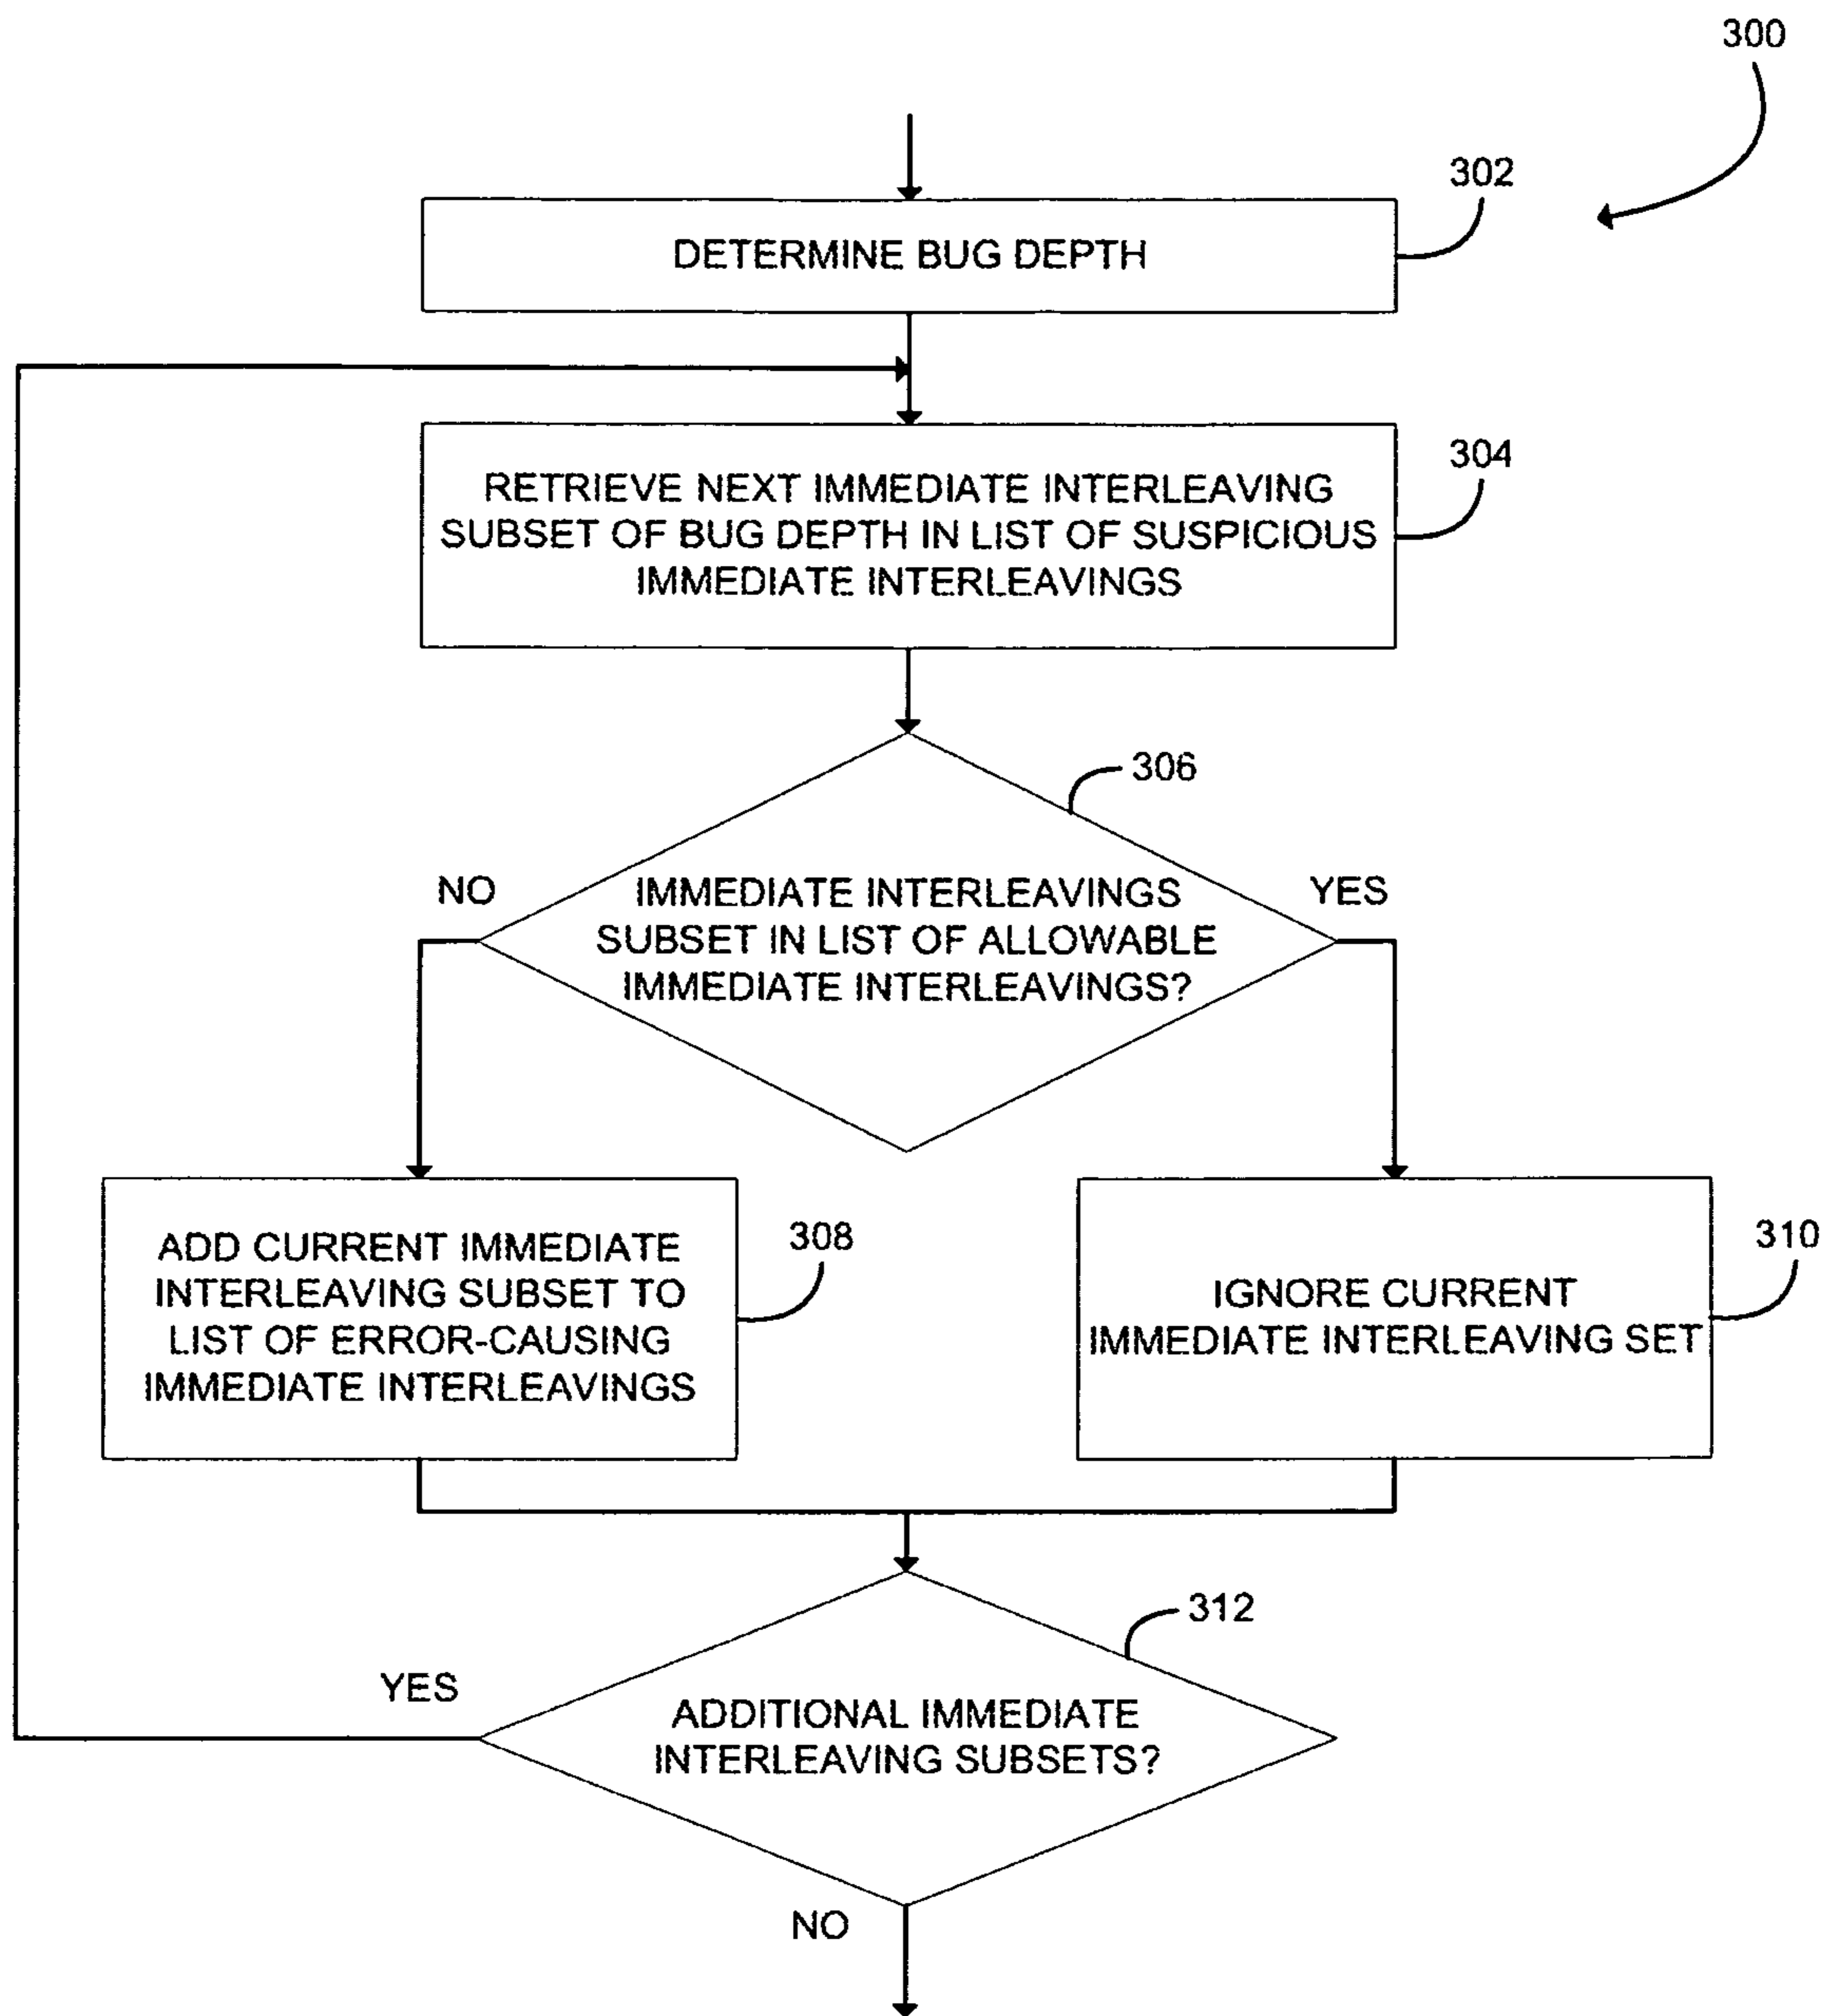 300
302
DETERMINE BUG DEPTH
304
RETRIEVE NEXT IMMEDIATE INTERLEAVING
SUBSET OF BUG DEPTH IN LIST OF SUSPICIOUS
IMMEDIATE INTERLEAVINGS
306
NO
IMMEDIATE INTERLEAVINGS
SUBSET IN LIST OF ALLOWABLE
IMMEDIATE INTERLEAVINGS?
YES
308
ADD CURRENT IMMEDIATE
INTERLEAVING SUBSET TO
LIST OF ERROR-CAUSING
IMMEDIATE INTERLEAVINGS
310
IGNORE CURRENT
IMMEDIATE INTERLEAVING SET
312
YES
ADDITIONAL IMMEDIATE
INTERLEAVING SUBSETS?
NO